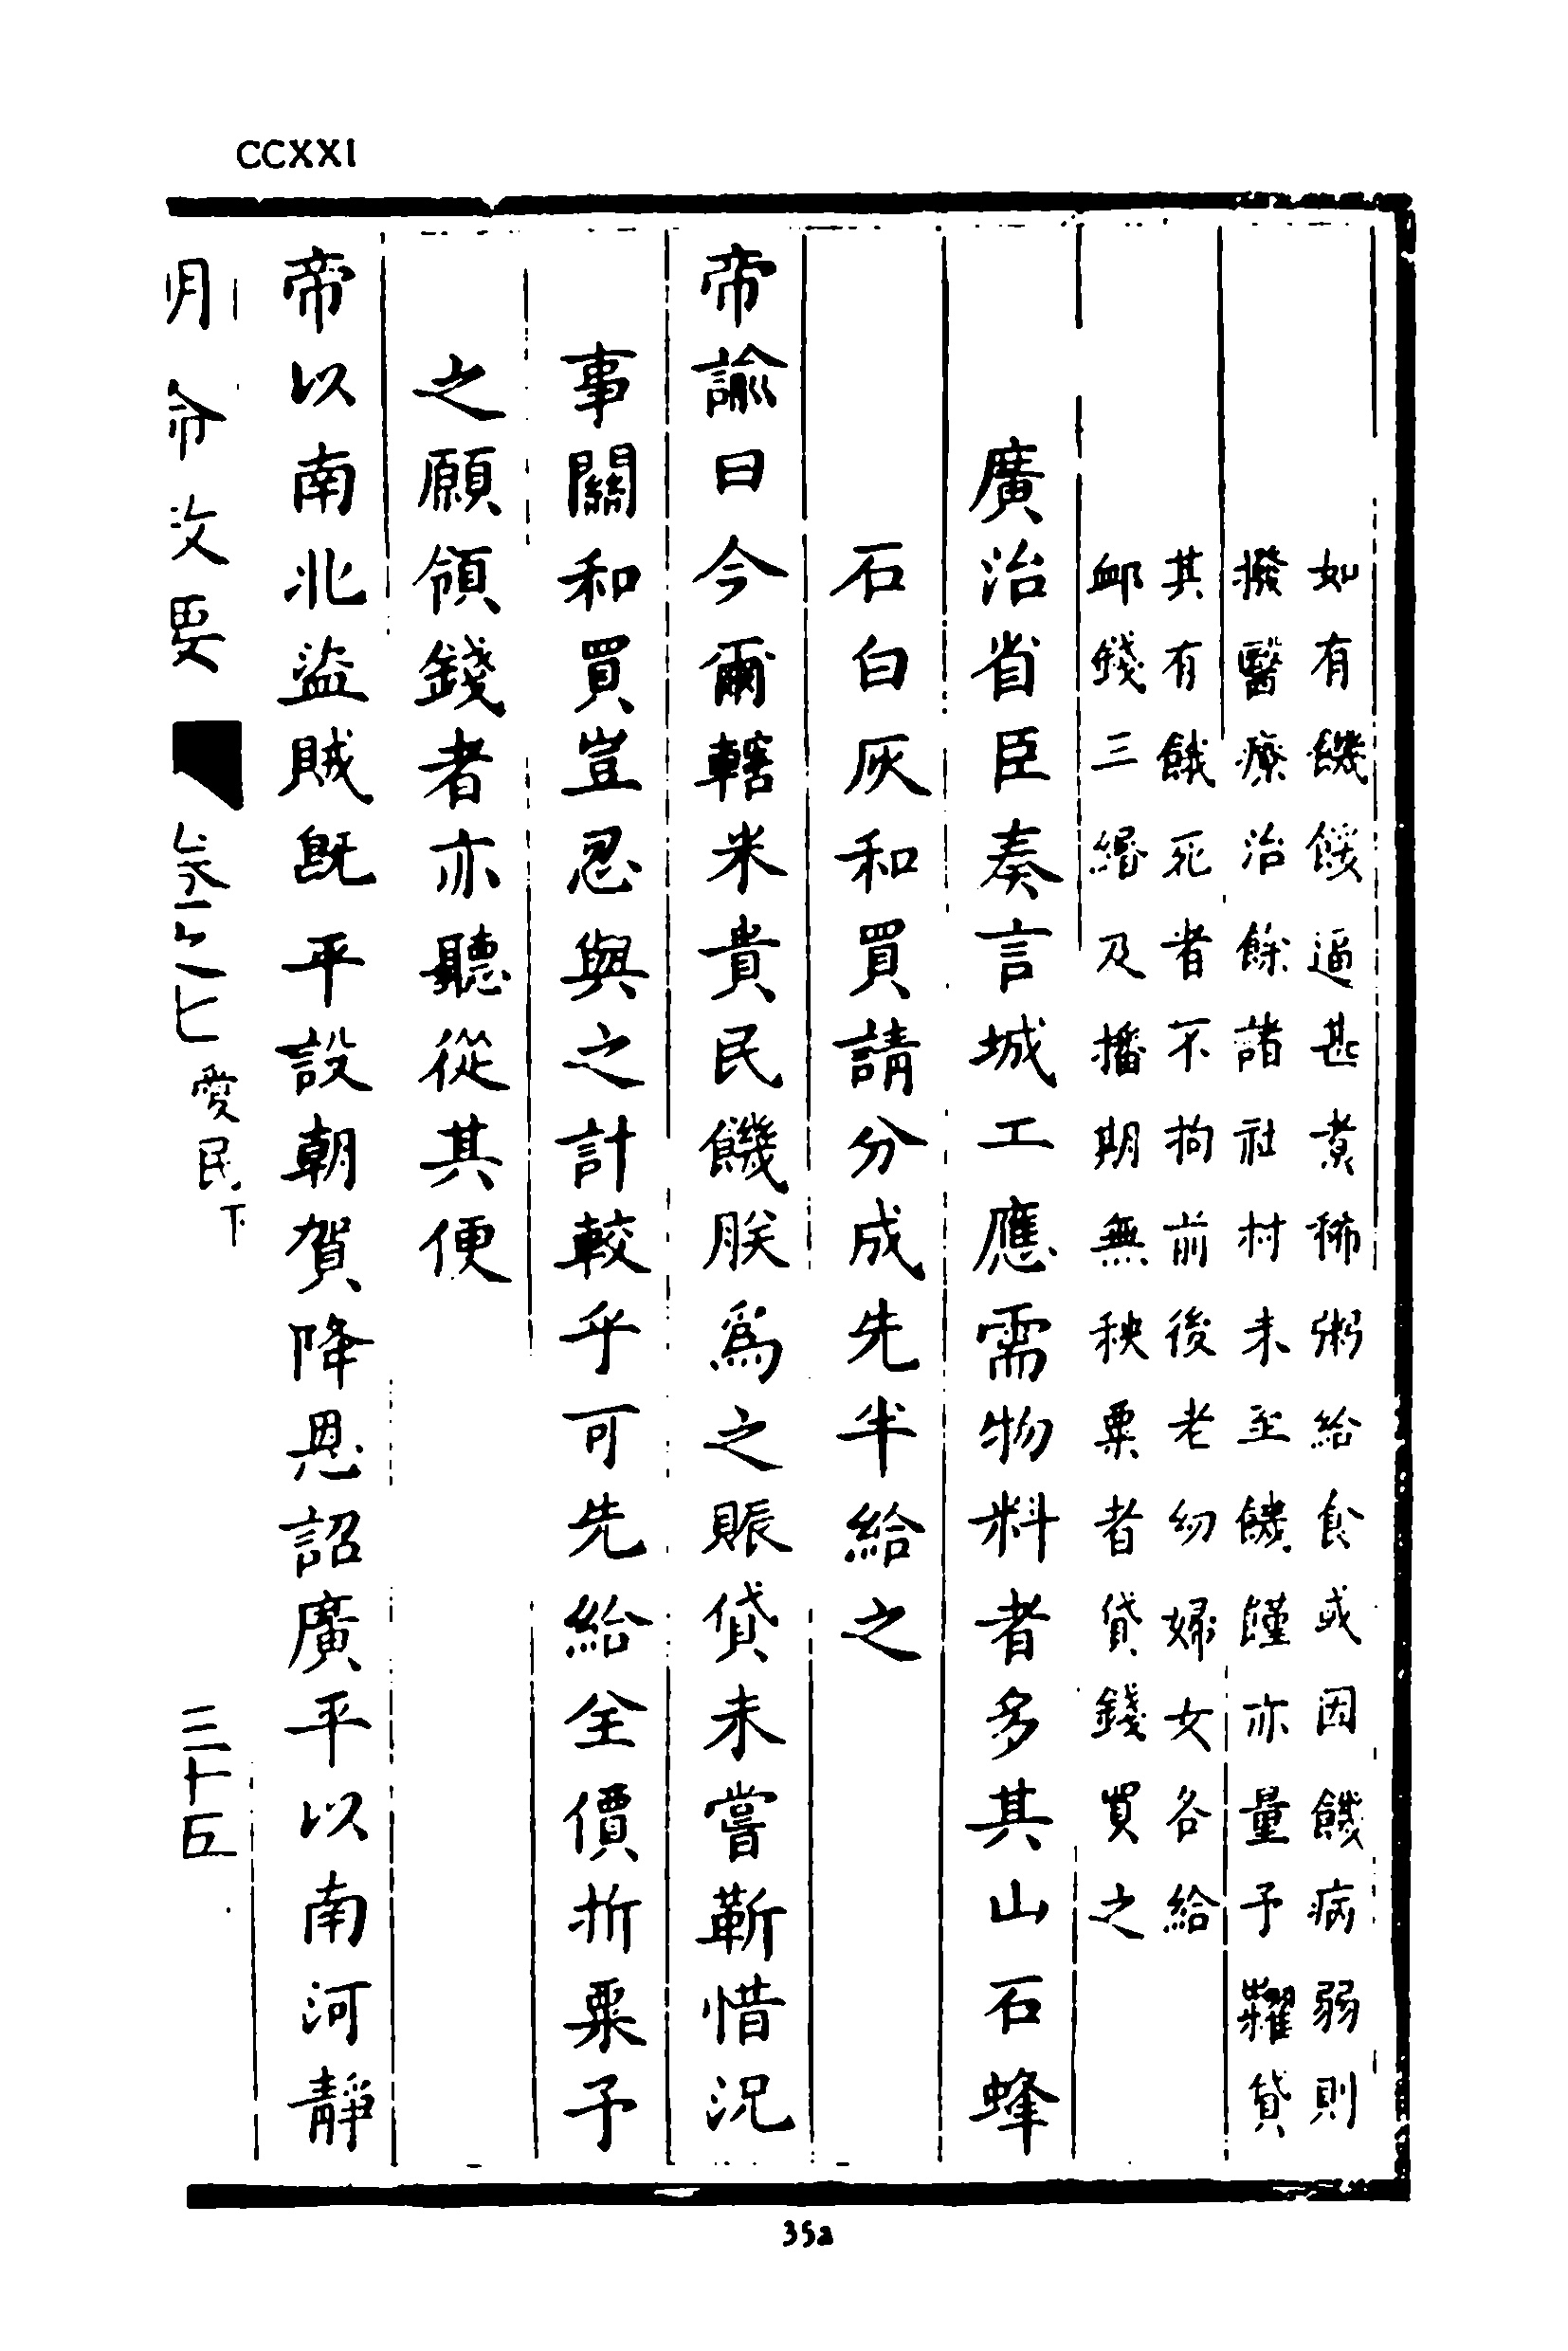 CCXXI
如有饑餒逼甚煮稀粥給食或因饑病弱則
撥醫療治餘諸社村未至饑饉亦量予糶貸
其有餓死者不拘前後老幼婦女各給
卹錢三緡及播期無秧粟者貸錢買之
廣治省臣奏言城工應需物料者多其山石蜂
石白灰和買請分成先半給之
帝諭曰今爾轄米貴民饑朕為之賑貸未嘗靳惜況
事關和買豈忍與之計較乎可先給全價折粟予
之願領錢者亦聽從其便
帝以南北盜賊既平設朝賀降恩詔廣平以南河靜
明命政要 卷之七 愛民下 三十五
35a